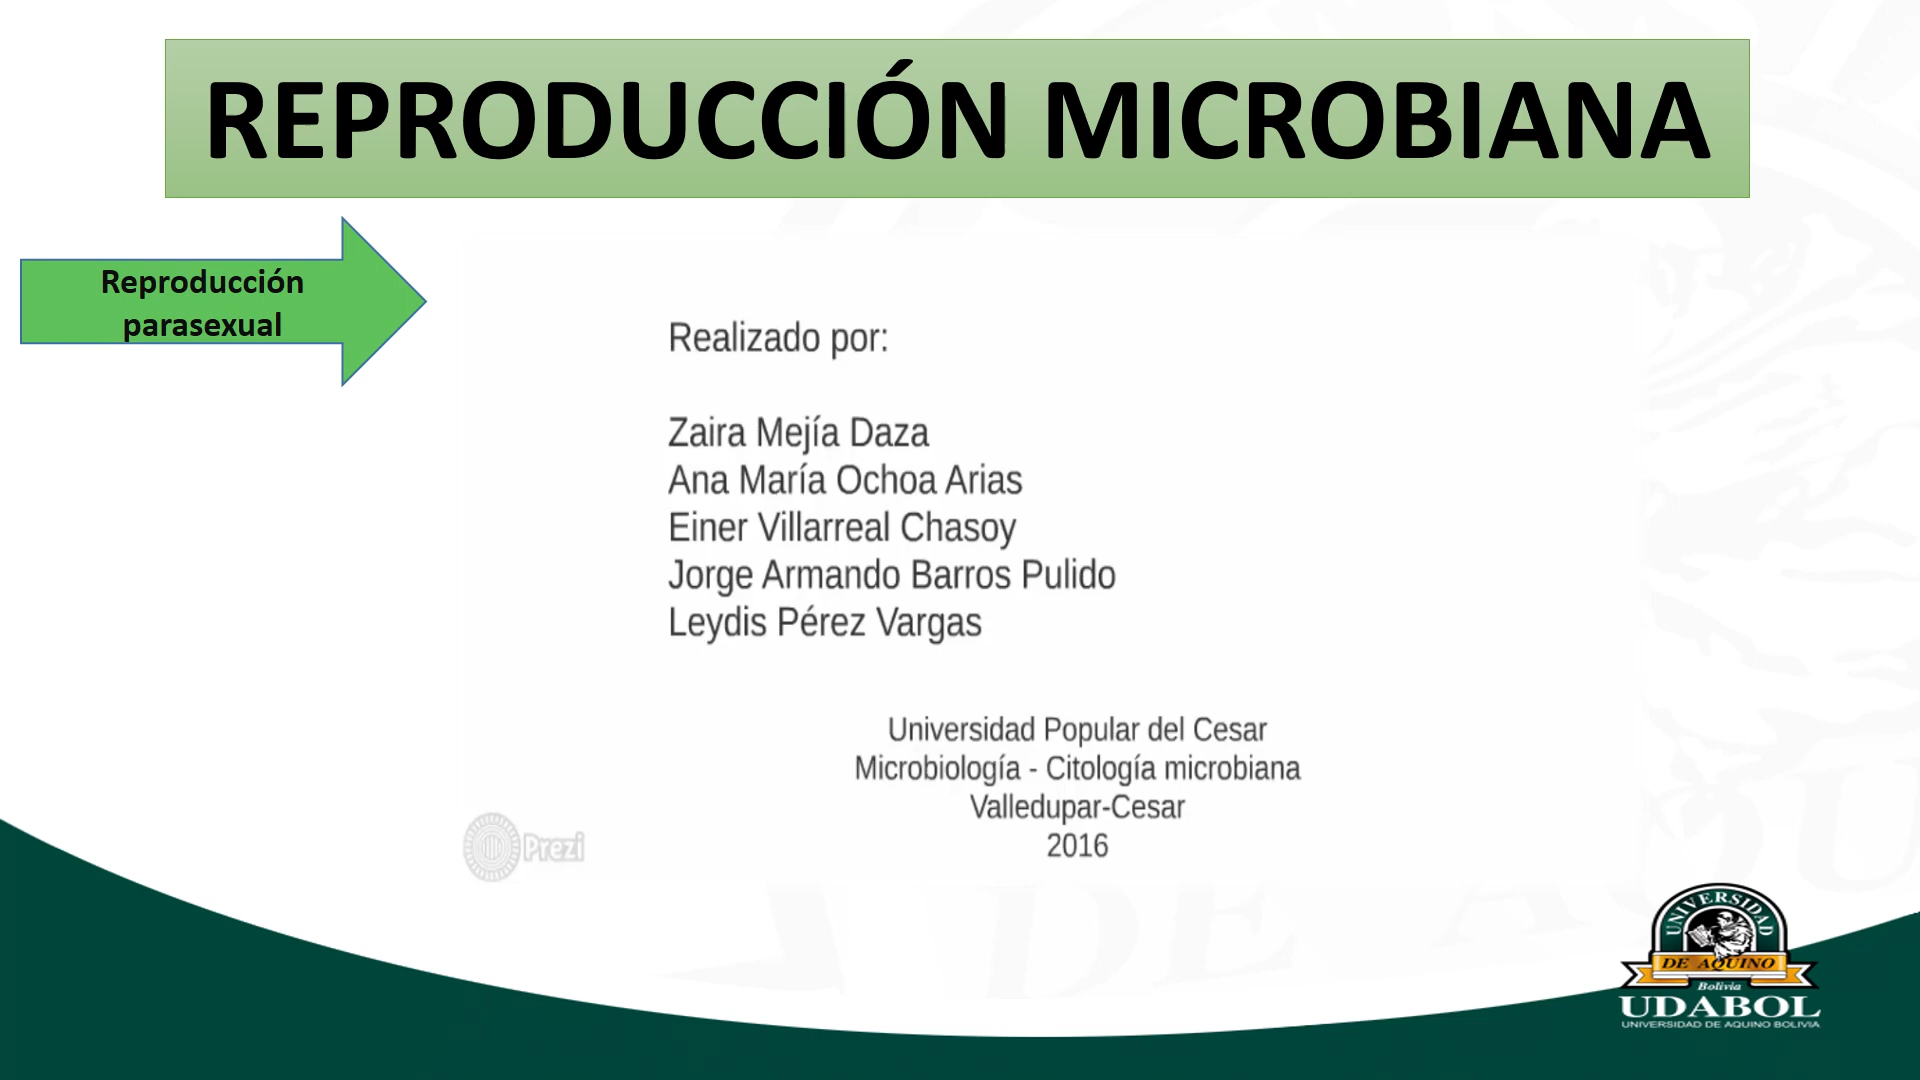 REPRODUCCIÓN MICROBIANA
Reproducción
parasexual
Realizado por:
Zaira Mejía Daza
Ana María Ochoa Arias
Einer Villarreal Chasoy
Jorge Armando Barros Pulido
Leydis Pérez Vargas
Universidad Popular del Cesar
Microbiología - Citología microbiana
Valledupar-Cesar
2016
Prezi
UNIVERSIDAD
DE AQUINO
Bolivia
UDABOL
UNIVERSIDAD DE AQUINO BOLIVIA